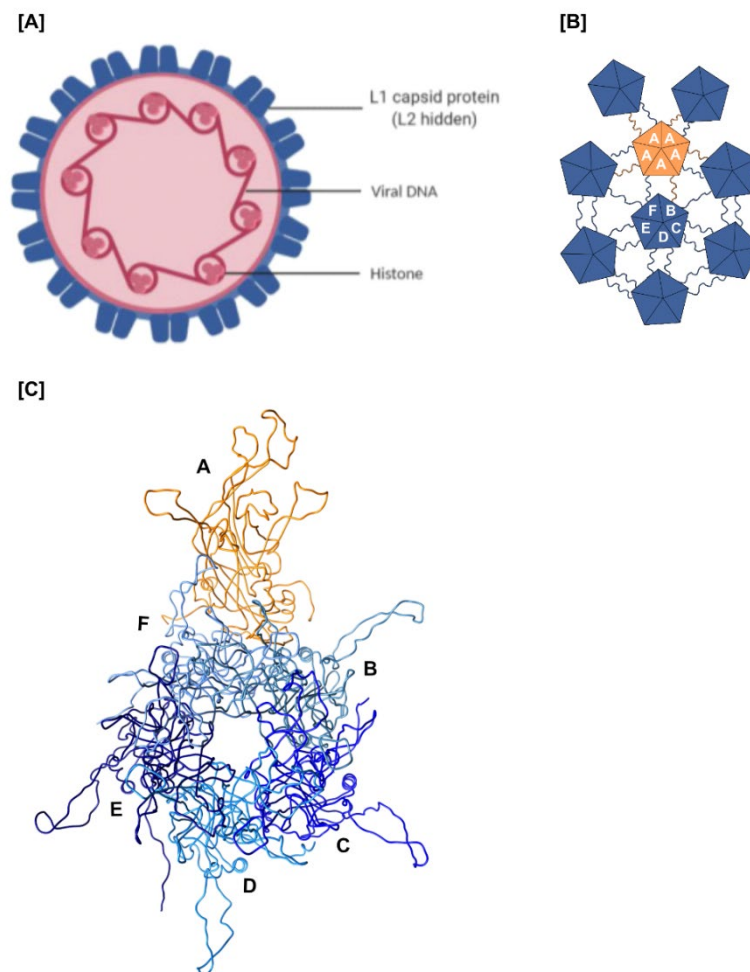 [A]
[B]
L1 capsid protein
(L2 hidden)
Viral DNA
Histone
A A
A A
A
F B
E C
D
[C]
A
F
B
E
C
D